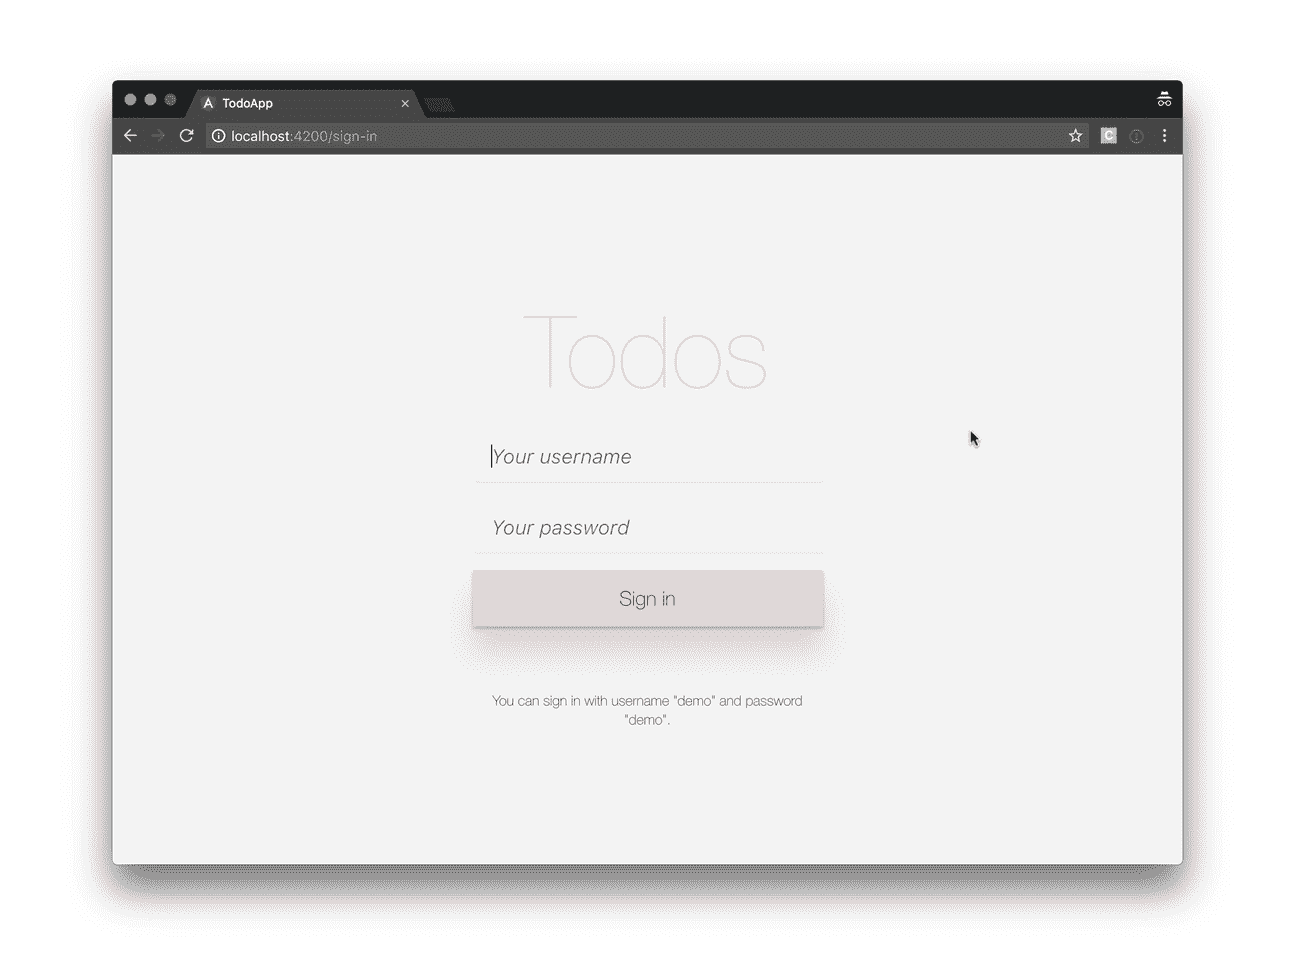 TodoApp
localhost:4200/sign-in
C
Todos
Your username
Your password
Sign in
You can sign in with username "demo" and password
"demo".